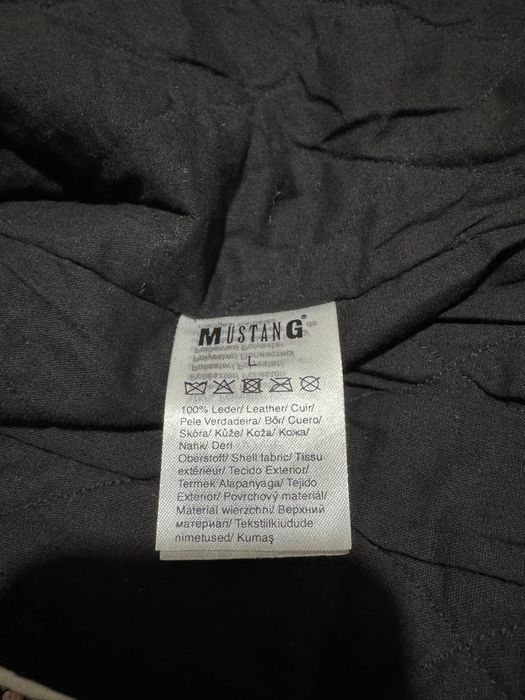 MUSTANG®
L
100% Leder/ Leather/ Cuir/
Pele Verdadeira/ Bőr/ Cuero/
Skóra/ Kůže/ Koža/ Кожа/
Nahk/ Deri
Oberstoff/ Shell fabric/ Tissu
extérieur/ Tecido Exterior/
Termek Alapanyaga/ Tejido
Exterior/ Povrchový materiál/
Materiał wierzchni/ Верхний
материал/ Tekstiilkiudude
nimetused/ Kumaş